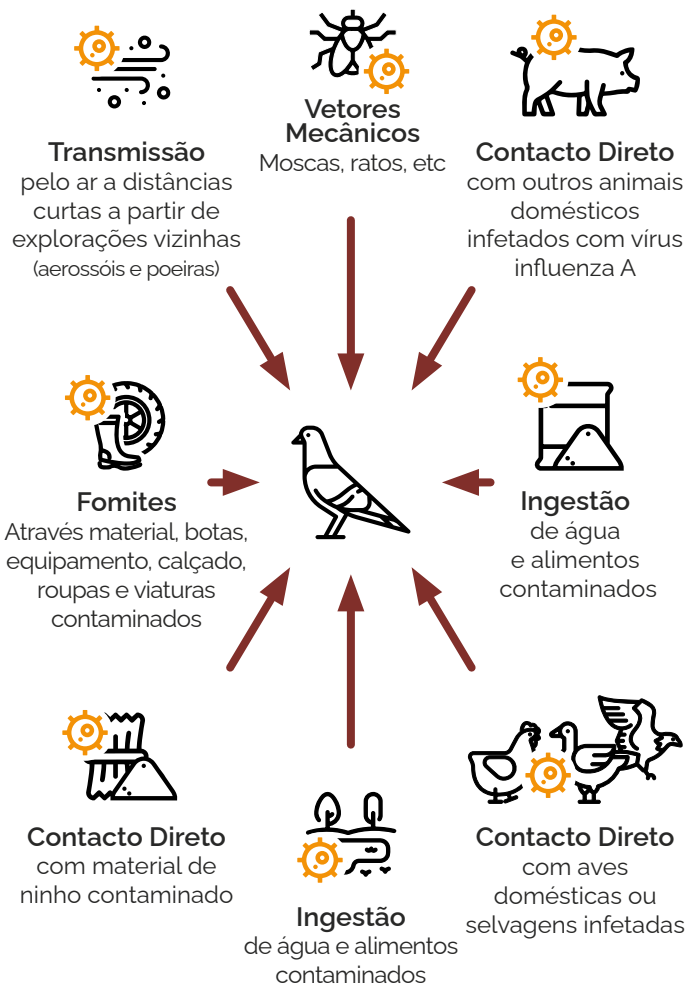 Transmissão
pelo ar a distâncias
curtas a partir de
explorações vizinhas
(aerossóis e poeiras)
Vetores
Mecânicos
Moscas, ratos, etc
Contacto Direto
com outros animais
domésticos
infetados com vírus
influenza A
Fomites
Através material, botas,
equipamento, calçado,
roupas e viaturas
contaminados
Ingestão
de água
e alimentos
contaminados
Contacto Direto
com material de
ninho contaminado
Ingestão
de água e alimentos
contaminados
Contacto Direto
com aves
domésticas ou
selvagens infetadas